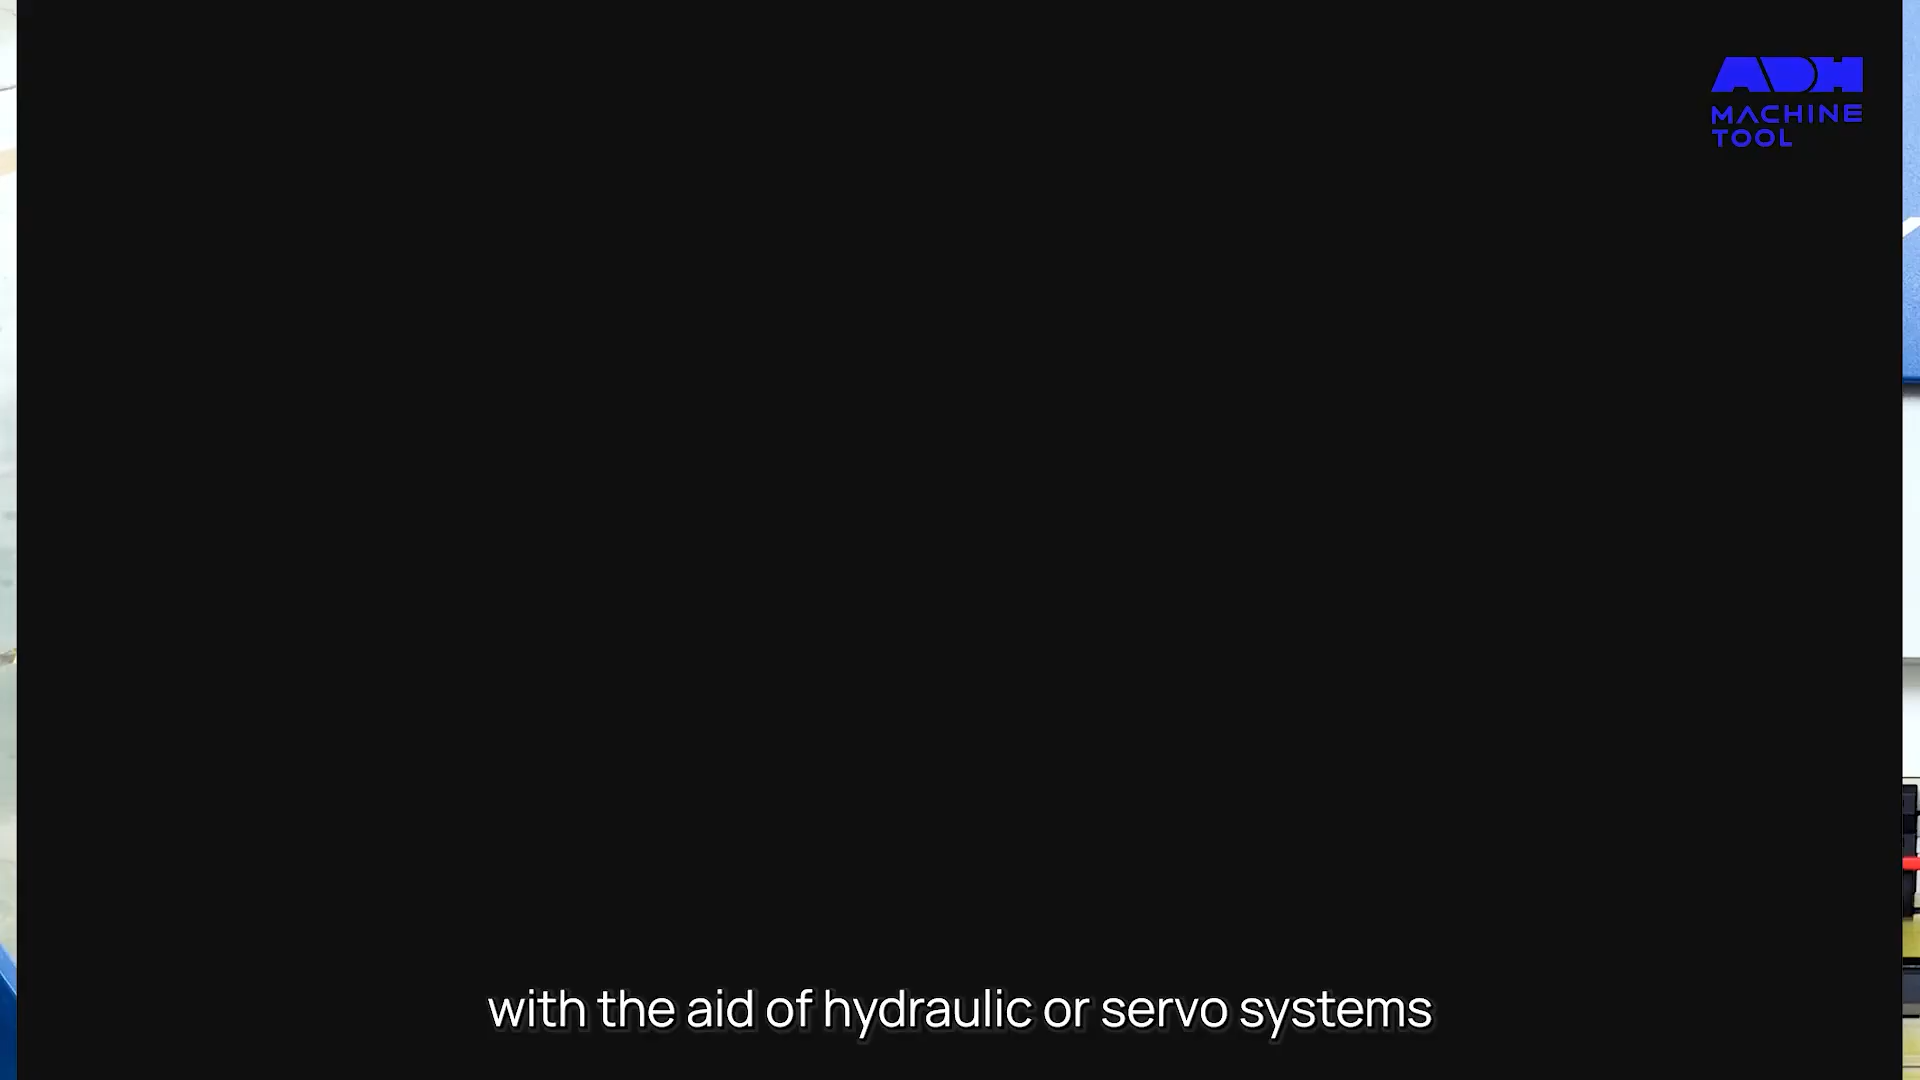 ADH
MACHINE
TOOL
with the aid of hydraulic or servo systems